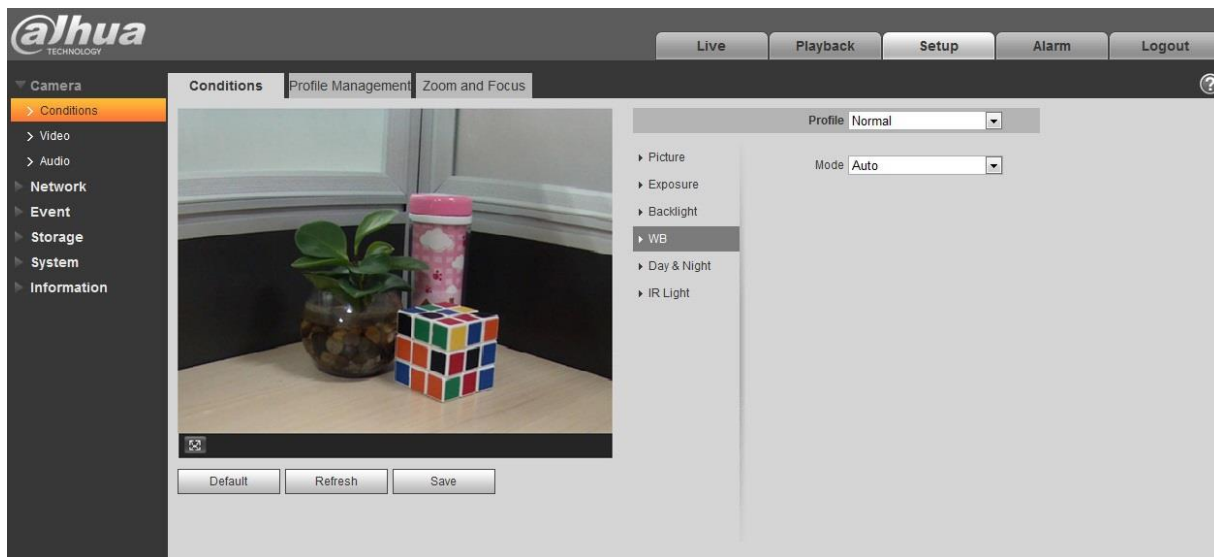 alhua
TECHNOLOGY
Live
Playback
Setup
Alarm
Logout
Camera
Conditions
Video
Audio
Network
Event
Storage
System
Information
Conditions
Profile Management
Zoom and Focus
?
Profile Normal
Picture
Exposure
Backlight
WB
Day & Night
IR Light
Mode Auto
Default
Refresh
Save